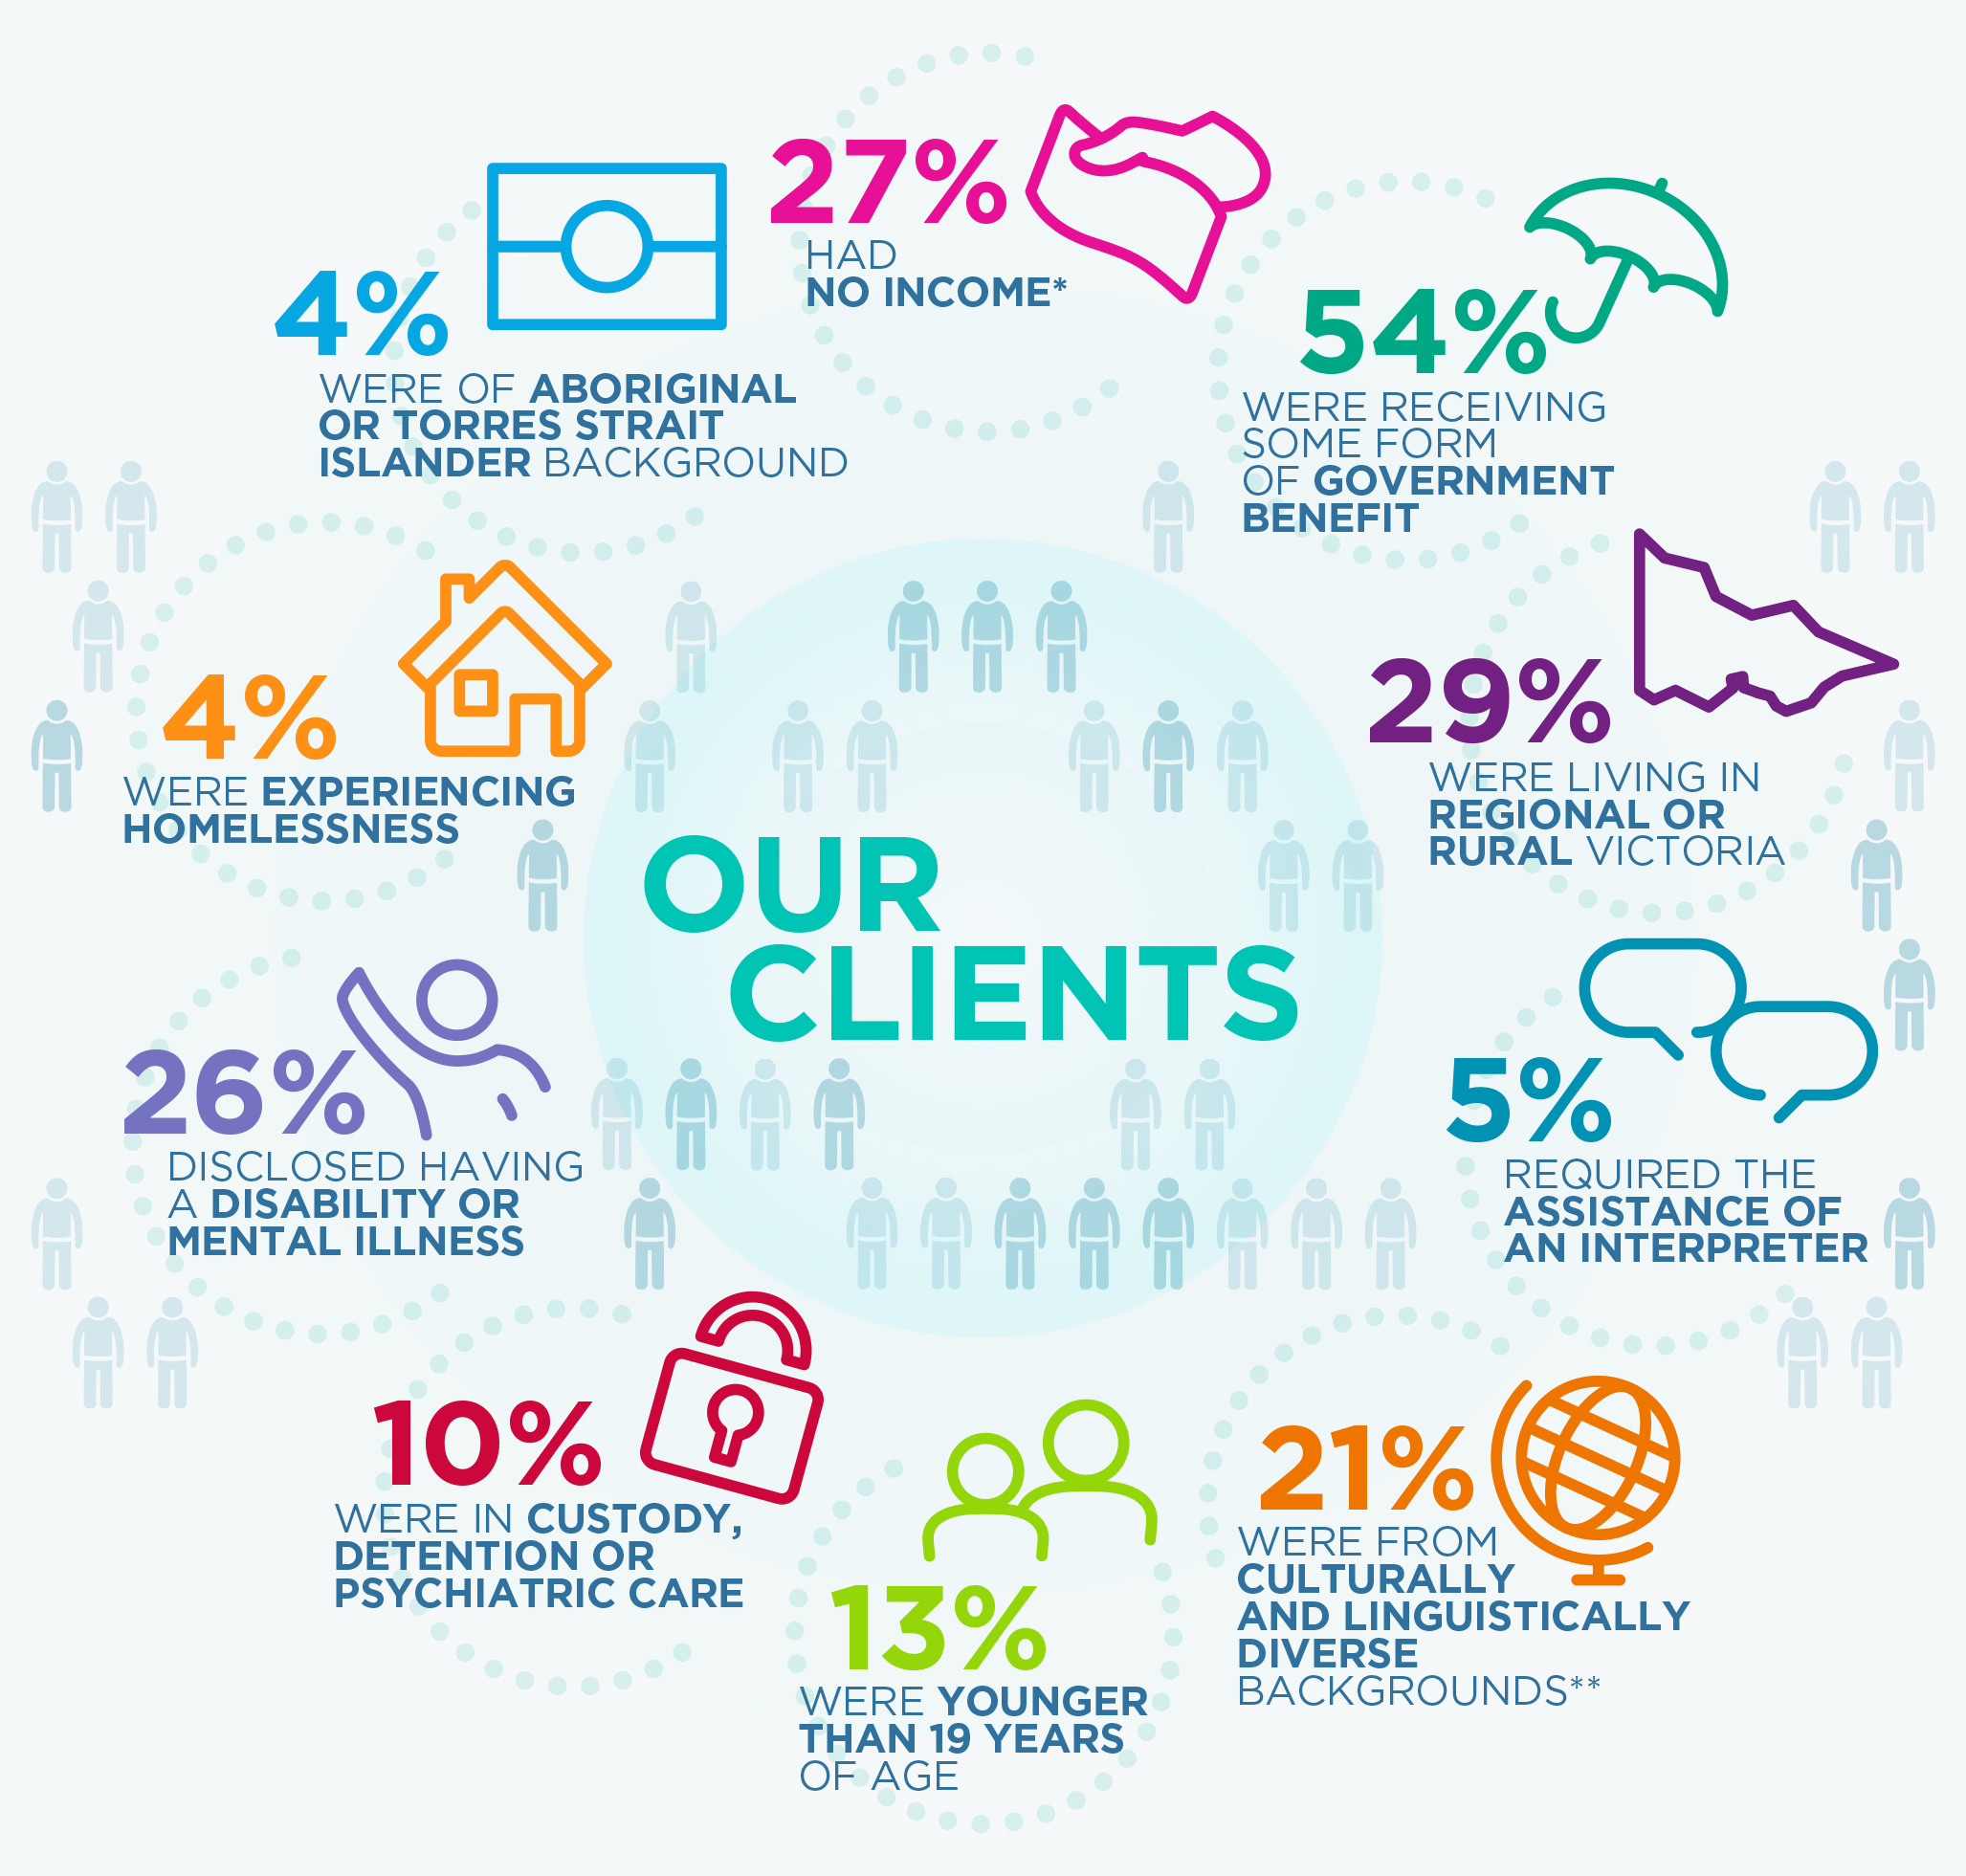 27%
HAD
NO INCOME*
54%
WERE RECEIVING
SOME FORM
OF GOVERNMENT
BENEFIT
29%
WERE LIVING IN
REGIONAL OR
RURAL VICTORIA
5%
REQUIRED THE
ASSISTANCE OF
AN INTERPRETER
21%
WERE FROM
CULTURALLY
AND LINGUISTICALLY
DIVERSE
BACKGROUNDS**
13%
WERE YOUNGER
THAN 19 YEARS
OF AGE
10%
WERE IN CUSTODY,
DETENTION OR
PSYCHIATRIC CARE
26%
DISCLOSED HAVING
A DISABILITY OR
MENTAL ILLNESS
4%
WERE EXPERIENCING
HOMELESSNESS
4%
WERE OF ABORIGINAL
OR TORRES STRAIT
ISLANDER BACKGROUND
OUR
CLIENTS